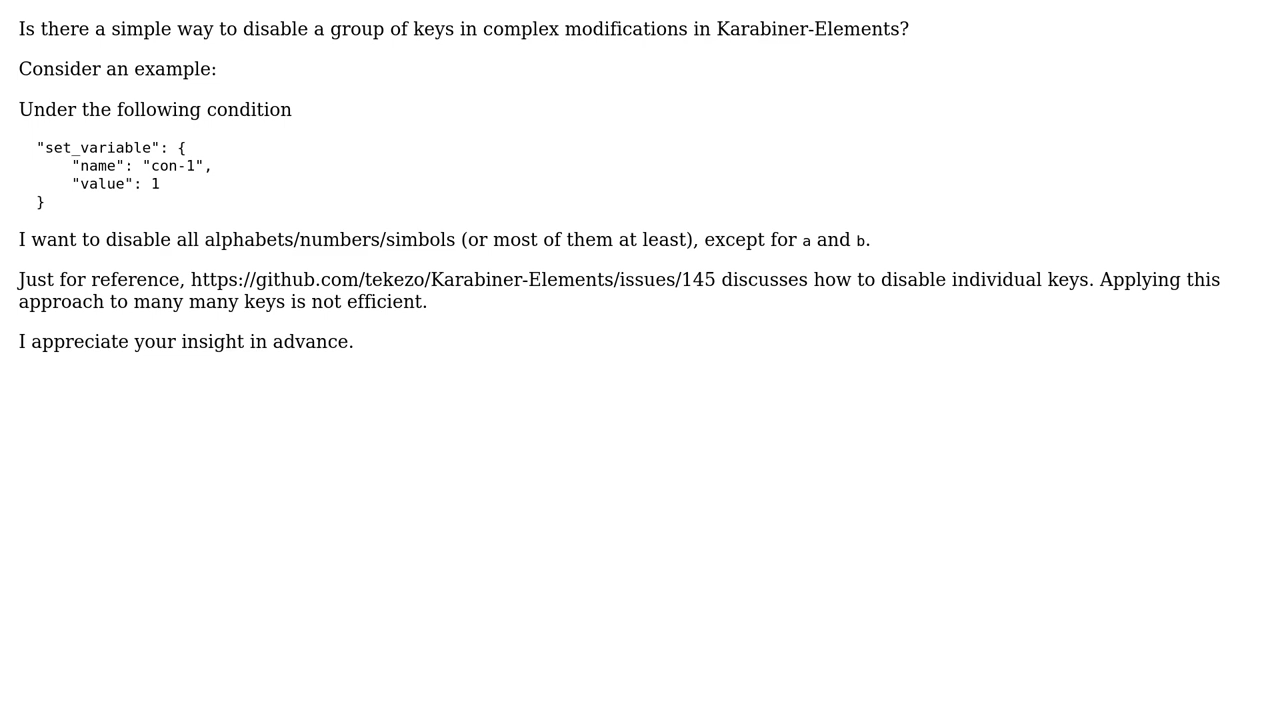 Is there a simple way to disable a group of keys in complex modifications in Karabiner-Elements?
Consider an example:
Under the following condition
"set_variable": {
"name": "con-1",
"value": 1
}
I want to disable all alphabets/numbers/simbols (or most of them at least), except for a and b.
Just for reference, https://github.com/tekezo/Karabiner-Elements/issues/145 discusses how to disable individual keys. Applying this
approach to many many keys is not efficient.
I appreciate your insight in advance.